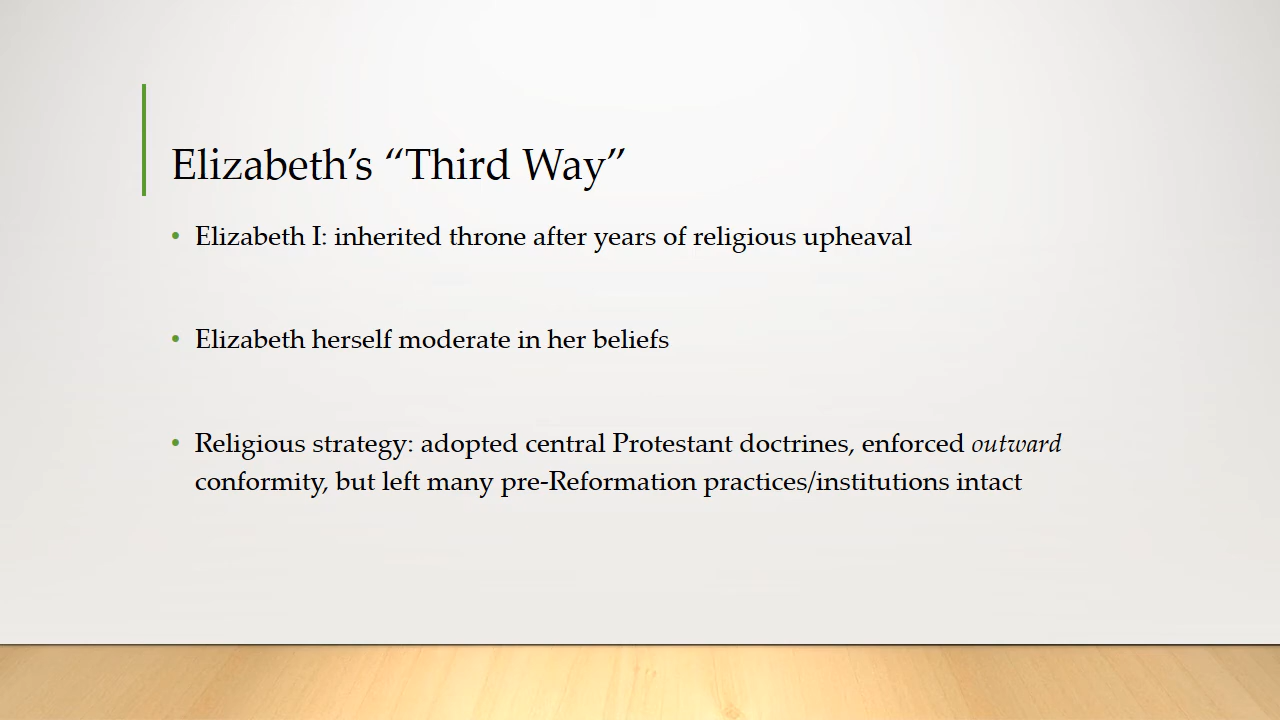 Elizabeth’s “Third Way”
• Elizabeth I: inherited throne after years of religious upheaval
• Elizabeth herself moderate in her beliefs
• Religious strategy: adopted central Protestant doctrines, enforced outward
conformity, but left many pre-Reformation practices/institutions intact